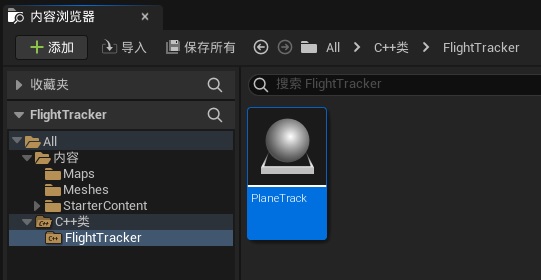 内容浏览器
添加 导入 保存所有 All C++类 FlightTracker
收藏夹
搜索 FlightTracker
FlightTracker
All
内容
Maps
Meshes
StarterContent
C++类
FlightTracker
PlaneTrack